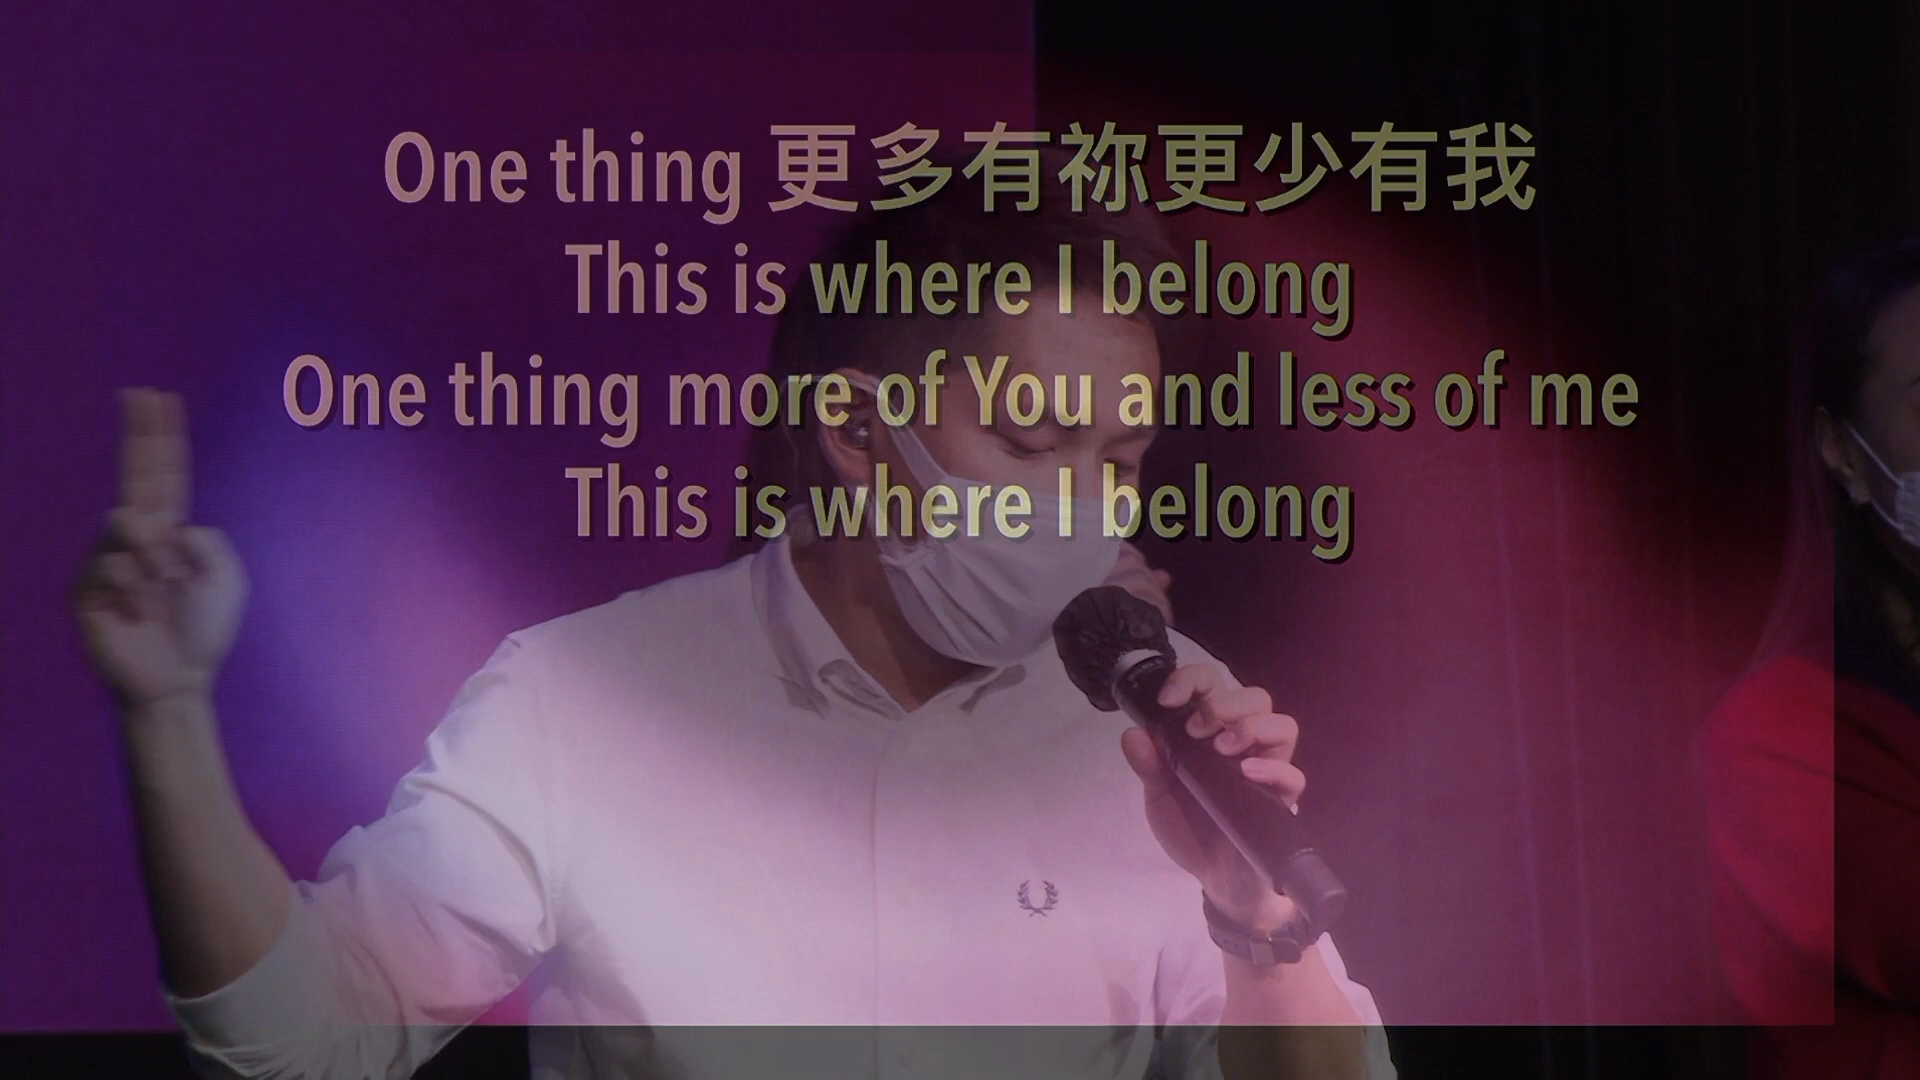 One thing 更多有祢更少有我
This is where I belong
One thing more of You and less of me
This is where I belong